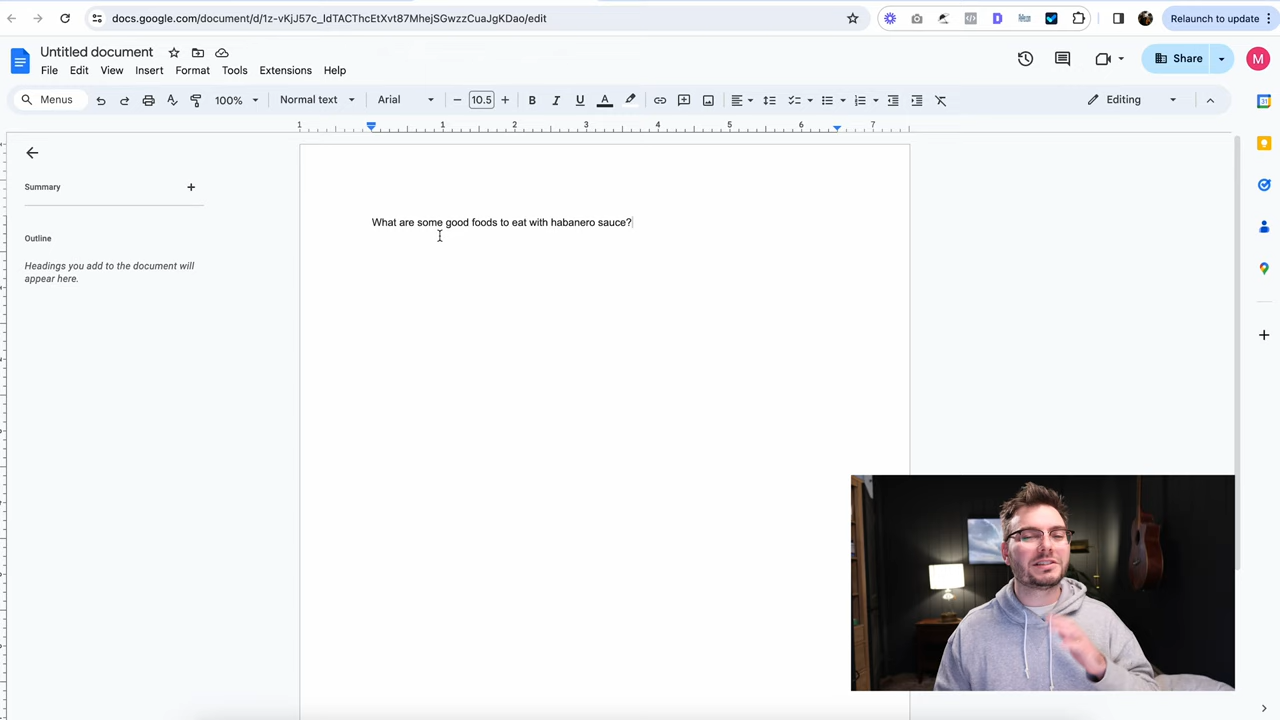 docs.google.com/document/d/1z-vKjJ57c_IdTACThcEtXvt87MhejSGwzzCuaJgKDao/edit
Relaunch to update
Untitled document
File Edit View Insert Format Tools Extensions Help
Share
M
Menus 100% Normal text Arial 10.5 B I U A Editing
1 1 2 3 4 5 6 7
Summary
What are some good foods to eat with habanero sauce?
Outline
Headings you add to the document will
appear here.